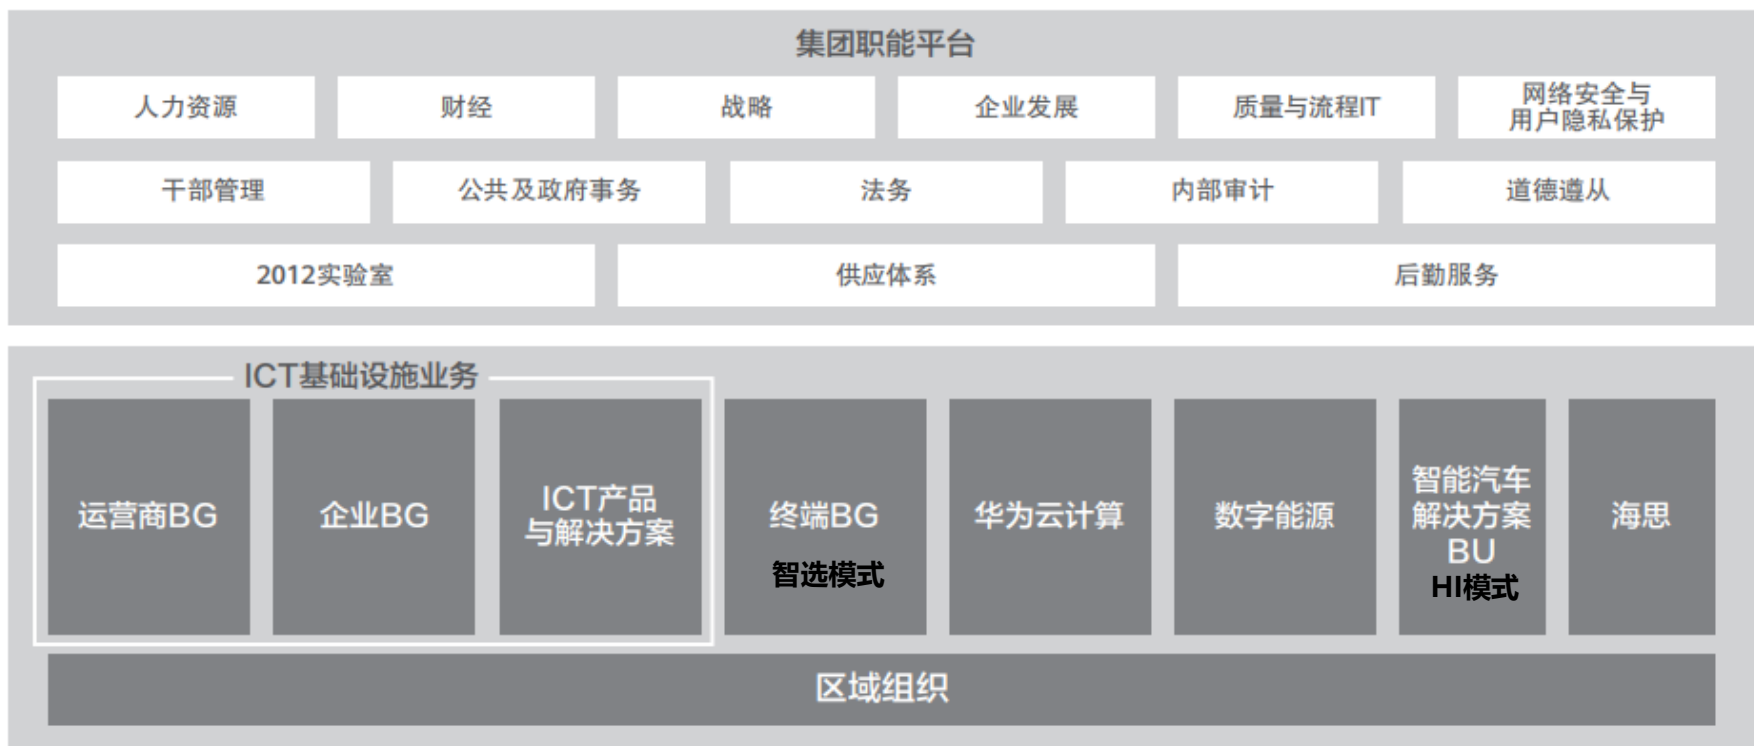 集团职能平台
人力资源
财经
战略
企业发展
质量与流程IT
网络安全与
用户隐私保护
干部管理
公共及政府事务
法务
内部审计
道德遵从
2012实验室
供应体系
后勤服务
ICT基础设施业务
运营商BG
企业BG
ICT产品
与解决方案
终端BG
智选模式
华为云计算
数字能源
智能汽车
解决方案
BU
HI模式
海思
区域组织